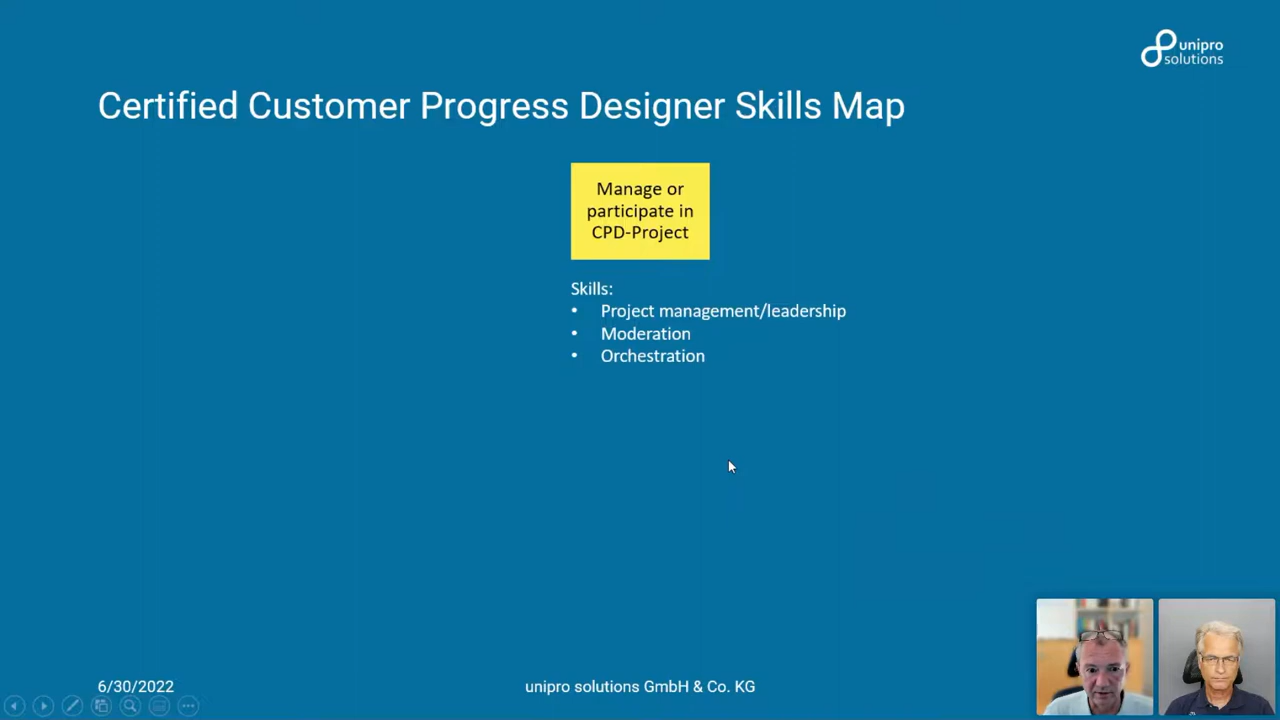 unipro
solutions
Certified Customer Progress Designer Skills Map
Manage or
participate in
CPD-Project
Skills:
• Project management/leadership
• Moderation
• Orchestration
6/30/2022
unipro solutions GmbH & Co. KG